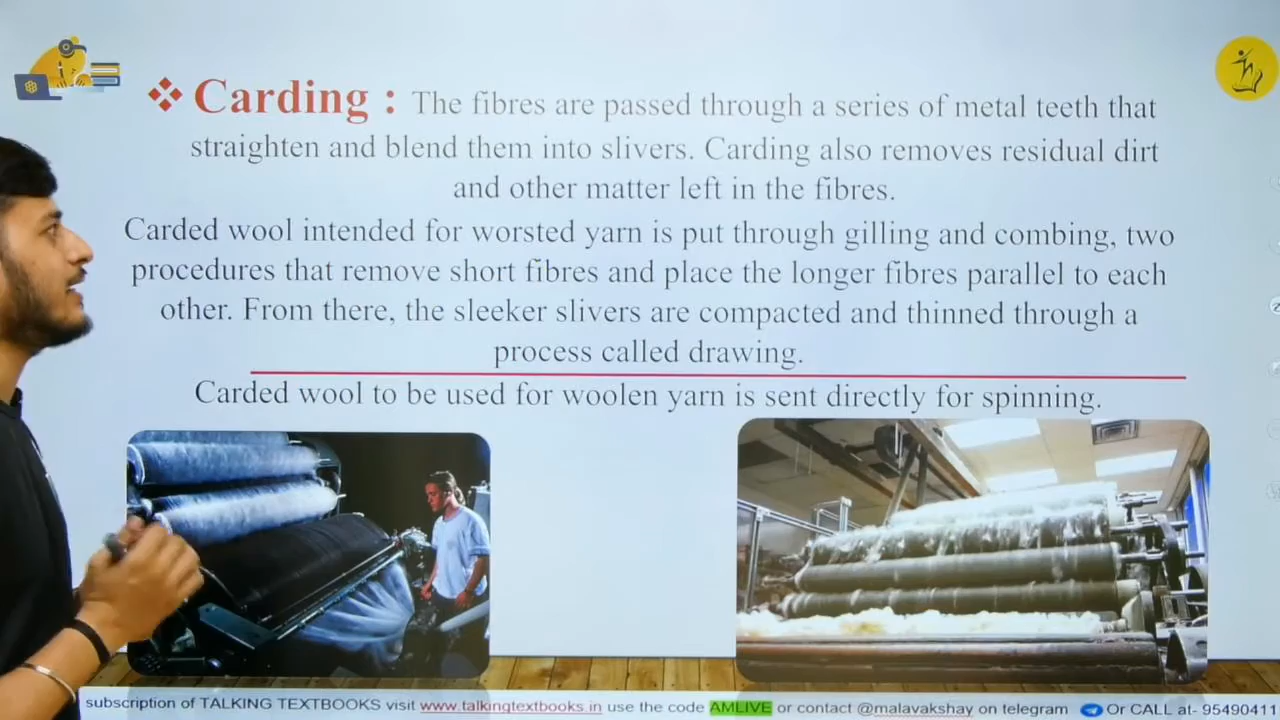 ❖ Carding : The fibres are passed through a series of metal teeth that
straighten and blend them into slivers. Carding also removes residual dirt
and other matter left in the fibres.
Carded wool intended for worsted yarn is put through gilling and combing, two
procedures that remove short fibres and place the longer fibres parallel to each
other. From there, the sleeker slivers are compacted and thinned through a
process called drawing.
Carded wool to be used for woolen yarn is sent directly for spinning.
subscription of TALKING TEXTBOOKS visit www.talkingtextbooks.in use the code AMLIVE or contact @malavakshay on telegram Or CALL at- 95490411